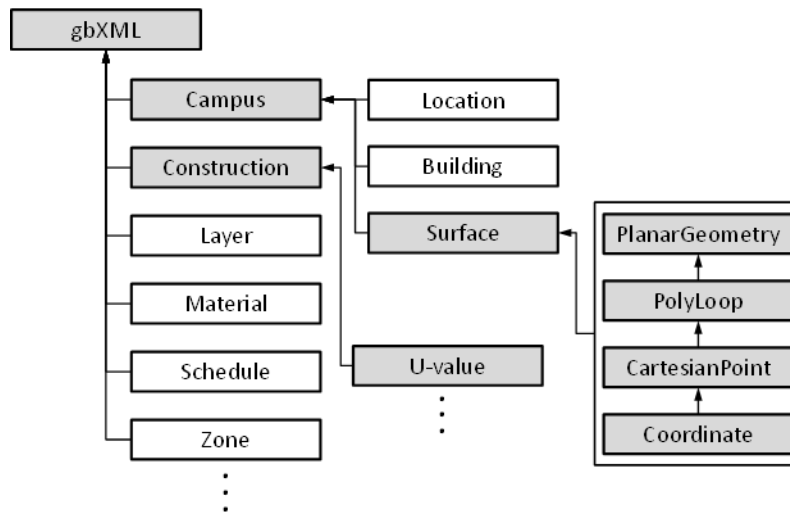 gbXML
Campus
Location
Construction
Building
Layer
Surface
PlanarGeometry
Material
PolyLoop
Schedule
U-value
CartesianPoint
Zone
Coordinate